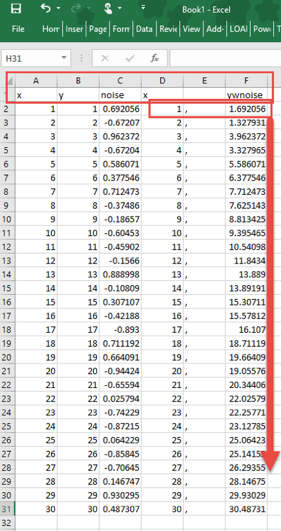 Book1 - Excel
File Hom Inser Page Form Data Revie View Add- LOAI Pow
H31 fx
A B C D E F
1 x y noise x ywnoise
2 1 1 0.692056 1 , 1.692056
3 2 2 -0.67207 2 , 1.327931
4 3 3 0.962372 3 , 3.962372
5 4 4 -0.67204 4 , 3.327965
6 5 5 0.586071 5 , 5.586071
7 6 6 0.377546 6 , 6.377546
8 7 7 0.712473 7 , 7.712473
9 8 8 -0.37486 8 , 7.625143
10 9 9 -0.18657 9 , 8.813425
11 10 10 -0.60453 10 , 9.395465
12 11 11 -0.45902 11 , 10.54098
13 12 12 -0.1566 12 , 11.8434
14 13 13 0.888998 13 , 13.889
15 14 14 -0.10809 14 , 13.89191
16 15 15 0.307107 15 , 15.30711
17 16 16 -0.42188 16 , 15.57812
18 17 17 -0.893 17 , 16.107
19 18 18 0.711192 18 , 18.71119
20 19 19 0.664091 19 , 19.66409
21 20 20 -0.94424 20 , 19.05576
22 21 21 -0.65594 21 , 20.34406
23 22 22 0.025794 22 , 22.02579
24 23 23 -0.74229 23 , 22.25771
25 24 24 -0.87215 24 , 23.12785
26 25 25 0.064229 25 , 25.06423
27 26 26 -0.85845 26 , 25.14155
28 27 27 -0.70645 27 , 26.29355
29 28 28 0.146747 28 , 28.14675
30 29 29 0.930295 29 , 29.93029
31 30 30 0.487307 30 , 30.48731
32